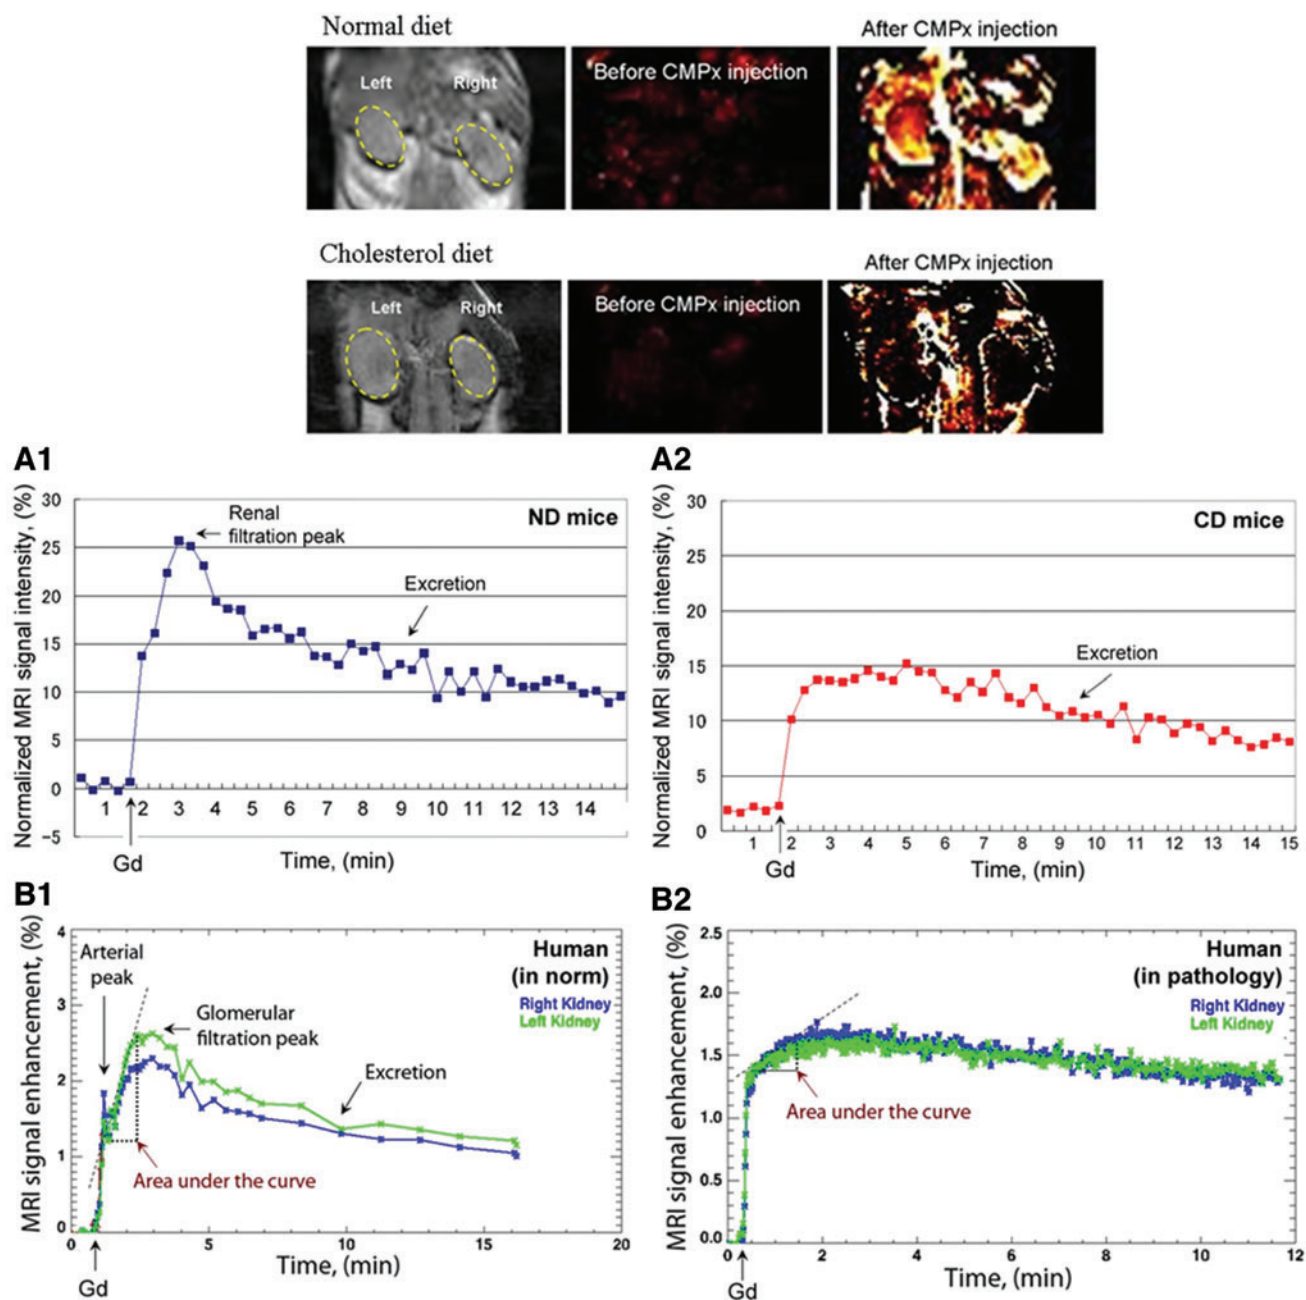 Normal diet
After CMPx injection
Left
Right
Before CMPx injection
Cholesterol diet
After CMPx injection
Left
Right
Before CMPx injection
A1
Normalized MRI signal intensity, (%)
30
25
20
15
10
5
0
−5
Renal
filtration peak
ND mice
Excretion
1 2 3 4 5 6 7 8 9 10 11 12 13 14
Gd
Time, (min)
A2
Normalized MRI signal intensity, (%)
30
25
20
15
10
5
0
CD mice
Excretion
1 2 3 4 5 6 7 8 9 10 11 12 13 14 15
Gd
Time, (min)
B1
MRI signal enhancement, (%)
4
3
2
1
0
Arterial
peak
Human
(in norm)
Right Kidney
Left Kidney
Glomerular
filtration peak
Excretion
Area under the curve
0 5 10 15 20
Gd
Time, (min)
B2
MRI signal enhancement, (%)
2.5
2.0
1.5
1.0
0.5
0.0
Human
(in pathology)
Right Kidney
Left Kidney
Area under the curve
0 2 4 6 8 10 12
Gd
Time, (min)